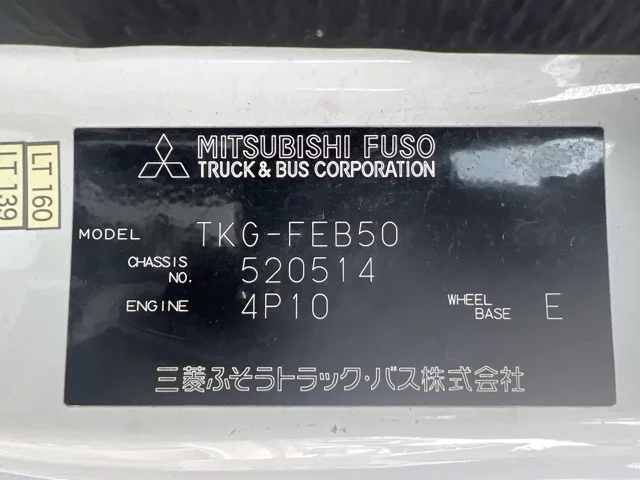 MITSUBISHI FUSO
TRUCK & BUS CORPORATION
LT 160
LT 139
MODEL TKG-FEB50
CHASSIS NO. 520514
ENGINE 4P10 WHEEL BASE E
三菱ふそうトラック・バス株式会社